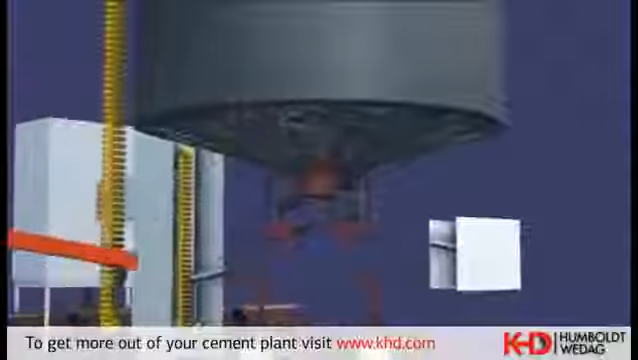 To get more out of your cement plant visit www.khd.com
KHD HUMBOLDT
WEDAG